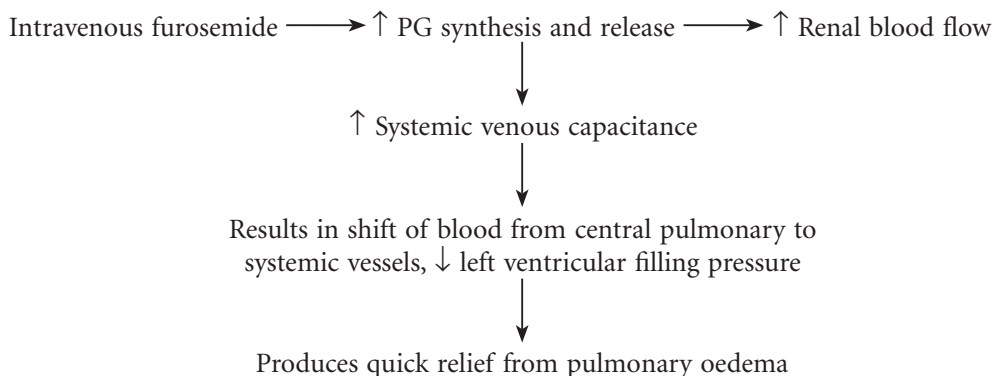 Intravenous furosemide ↑ PG synthesis and release ↑ Renal blood flow
↑ Systemic venous capacitance
Results in shift of blood from central pulmonary to
systemic vessels, ↓ left ventricular filling pressure
Produces quick relief from pulmonary oedema